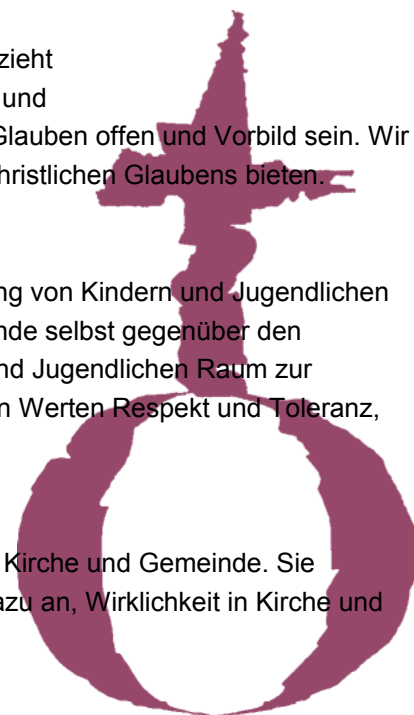 zieht
und
Glauben offen und Vorbild sein. Wir
hristlichen Glaubens bieten.
ng von Kindern und Jugendlichen
nde selbst gegenüber den
nd Jugendlichen Raum zur
n Werten Respekt und Toleranz,
Kirche und Gemeinde. Sie
azu an, Wirklichkeit in Kirche und